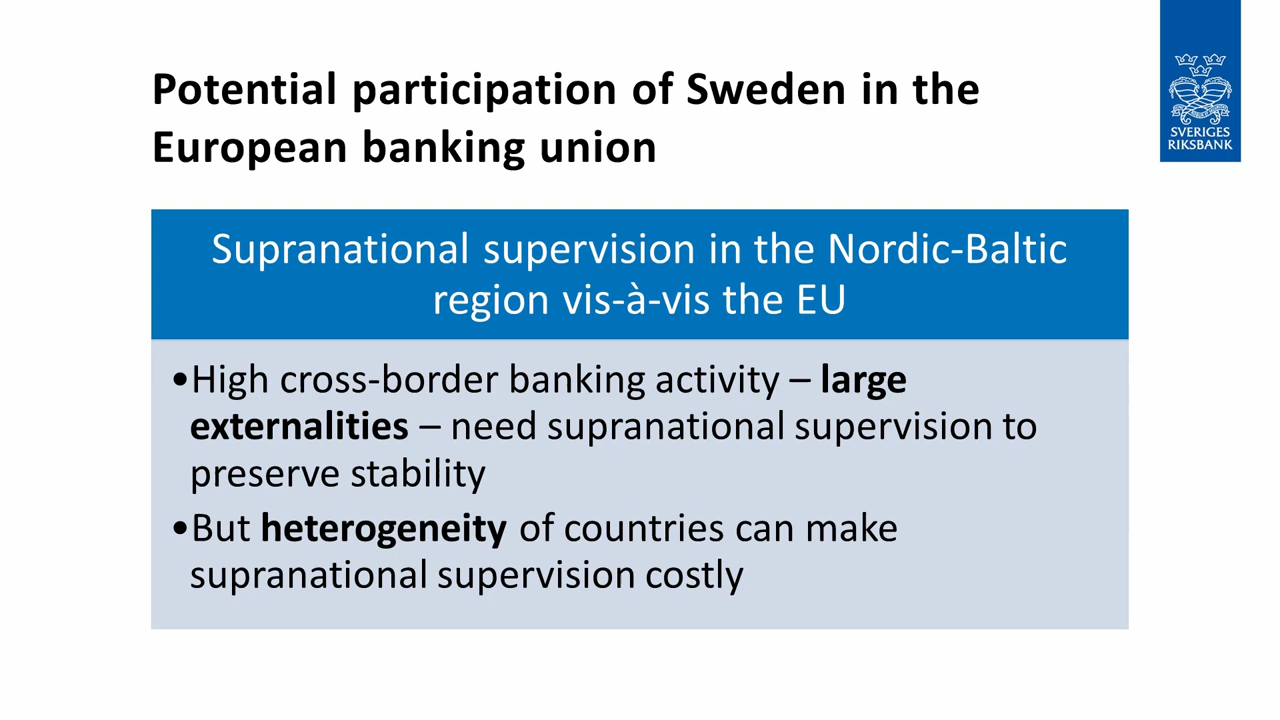 Potential participation of Sweden in the
European banking union
SVERIGES
RIKSBANK
Supranational supervision in the Nordic-Baltic
region vis-à-vis the EU
•High cross-border banking activity – large
externalities – need supranational supervision to
preserve stability
•But heterogeneity of countries can make
supranational supervision costly